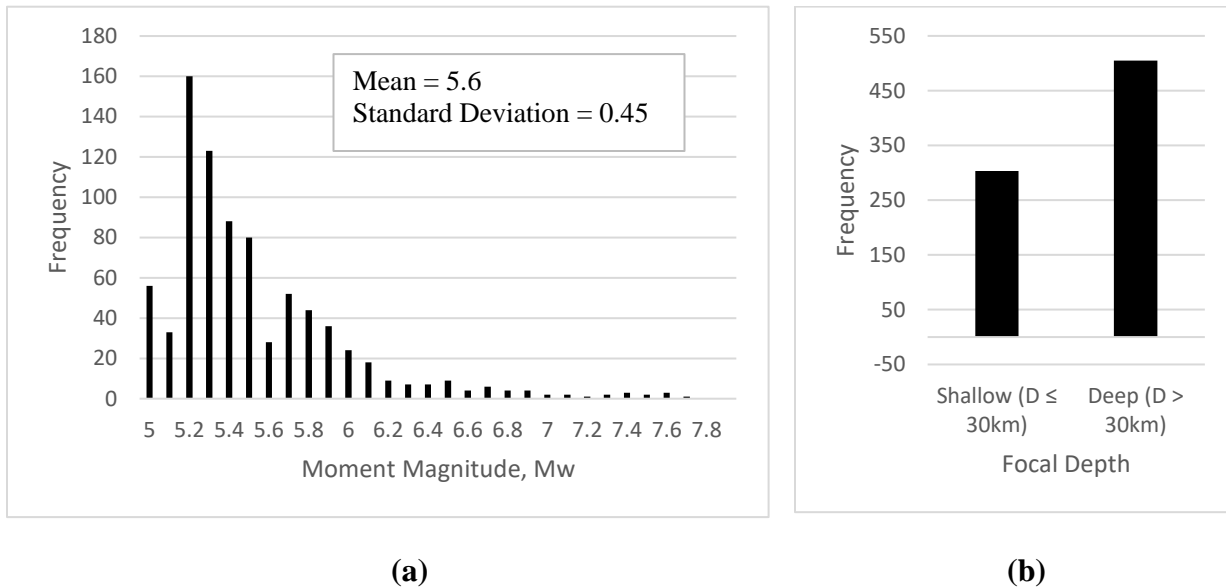 180
160
140
120
100
80
60
40
20
0
Frequency
Mean = 5.6
Standard Deviation = 0.45
5 5.2 5.4 5.6 5.8 6 6.2 6.4 6.6 6.8 7 7.2 7.4 7.6 7.8
Moment Magnitude, Mw
(a)
550
450
350
250
150
50
-50
Frequency
Shallow (D ≤ Deep (D >
30km) 30km)
Focal Depth
(b)